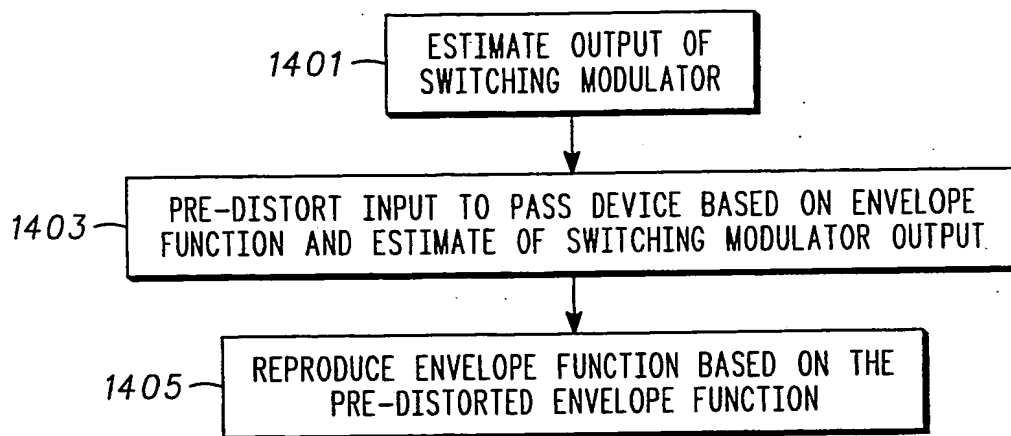 1401
ESTIMATE OUTPUT OF
SWITCHING MODULATOR
1403
PRE-DISTORT INPUT TO PASS DEVICE BASED ON ENVELOPE
FUNCTION AND ESTIMATE OF SWITCHING MODULATOR OUTPUT
1405
REPRODUCE ENVELOPE FUNCTION BASED ON THE
PRE-DISTORTED ENVELOPE FUNCTION